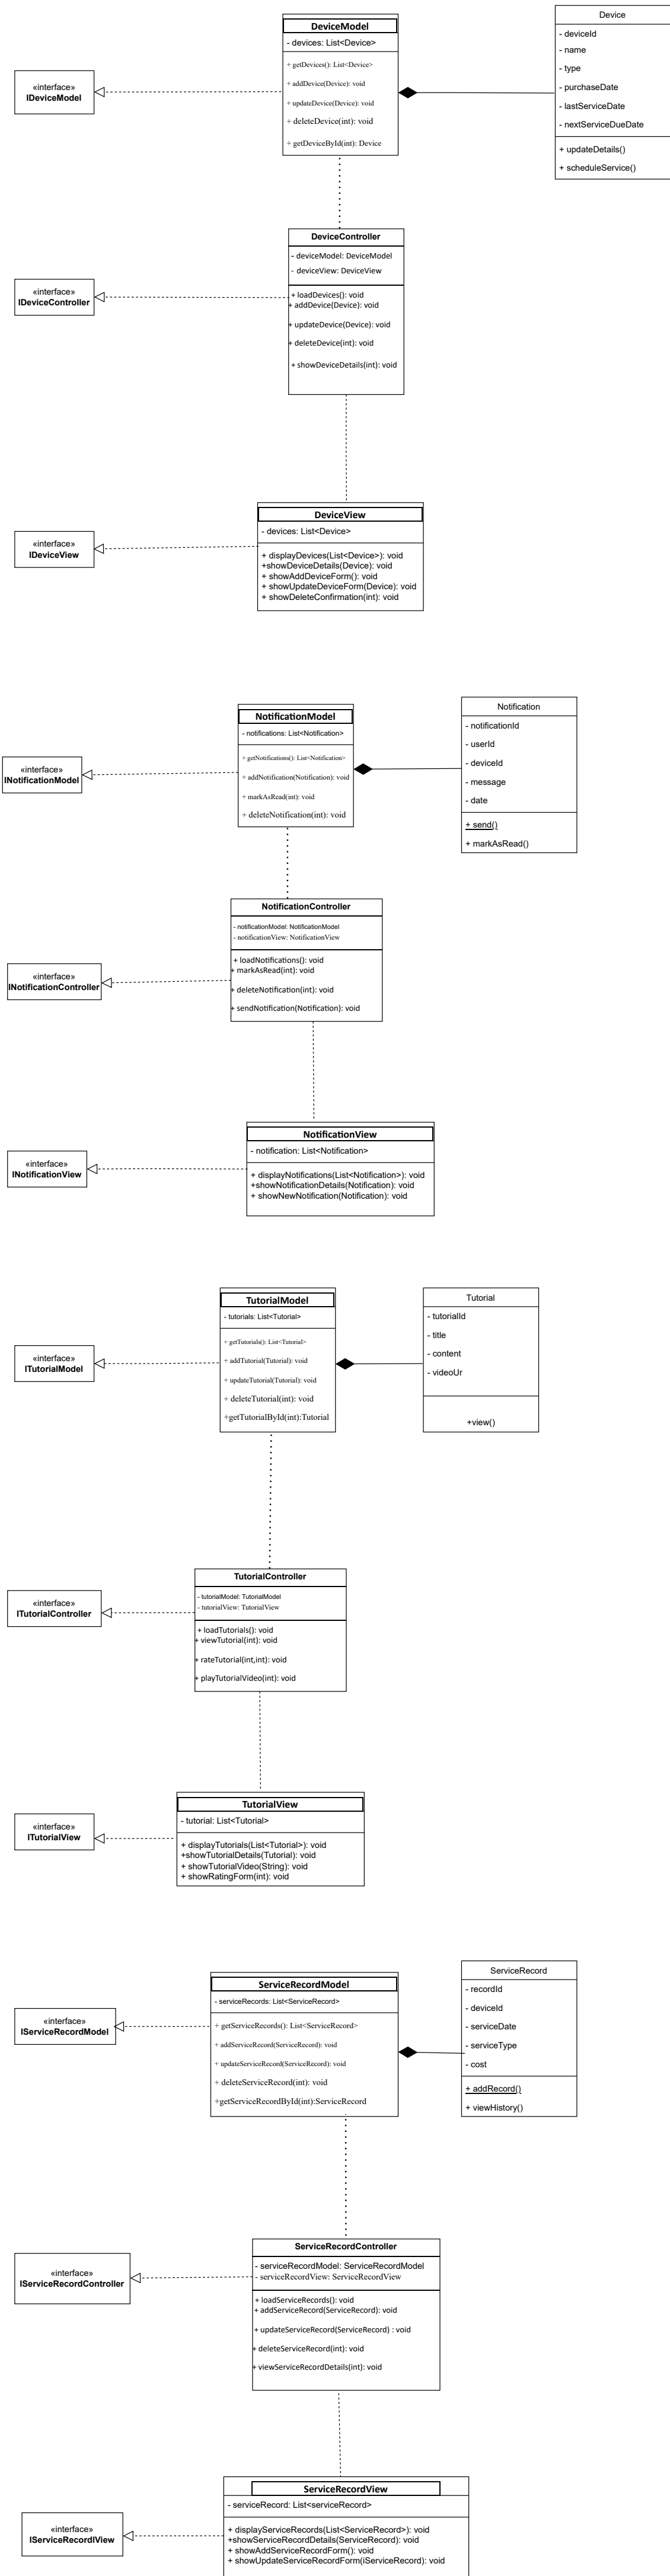 DeviceModel
- devices: List<Device>
+ getDevices(): List<Device>
+ addDevice(Device): void
+ updateDevice(Device): void
+ deleteDevice(int): void
+ getDeviceById(int): Device
Device
- deviceId
- name
- type
- purchaseDate
- lastServiceDate
- nextServiceDueDate
+ updateDetails()
+ scheduleService()
«interface»
IDeviceModel
DeviceController
- deviceModel: DeviceModel
- deviceView: DeviceView
+ loadDevices(): void
+ addDevice(Device): void
+ updateDevice(Device): void
+ deleteDevice(int): void
+ showDeviceDetails(int): void
«interface»
IDeviceController
DeviceView
- devices: List<Device>
+ displayDevices(List<Device>): void
+showDeviceDetails(Device): void
+ showAddDeviceForm(): void
+ showUpdateDeviceForm(Device): void
+ showDeleteConfirmation(int): void
«interface»
IDeviceView
NotificationModel
- notifications: List<Notification>
+ getNotifications(): List<Notification>
+ addNotification(Notification): void
+ markAsRead(int): void
+ deleteNotification(int): void
Notification
- notificationId
- userId
- deviceId
- message
- date
+ send()
+ markAsRead()
«interface»
INotificationModel
NotificationController
- notificationModel: NotificationModel
- notificationView: NotificationView
+ loadNotifications(): void
+ markAsRead(int): void
+ deleteNotification(int): void
+ sendNotification(Notification): void
«interface»
INotificationController
NotificationView
- notification: List<Notification>
+ displayNotifications(List<Notification>): void
+showNotificationDetails(Notification): void
+ showNewNotification(Notification): void
«interface»
INotificationView
TutorialModel
- tutorials: List<Tutorial>
+ getTutorials(): List<Tutorial>
+ addTutorial(Tutorial): void
+ updateTutorial(Tutorial): void
+ deleteTutorial(int): void
+getTutorialById(int):Tutorial
Tutorial
- tutorialId
- title
- content
- videoUr
+view()
«interface»
ITutorialModel
TutorialController
- tutorialModel: TutorialModel
- tutorialView: TutorialView
+ loadTutorials(): void
+ viewTutorial(int): void
+ rateTutorial(int,int): void
+ playTutorialVideo(int): void
«interface»
ITutorialController
TutorialView
- tutorial: List<Tutorial>
+ displayTutorials(List<Tutorial>): void
+showTutorialDetails(Tutorial): void
+ showTutorialVideo(String): void
+ showRatingForm(int): void
«interface»
ITutorialView
ServiceRecordModel
- serviceRecords: List<ServiceRecord>
+ getServiceRecords(): List<ServiceRecord>
+ addServiceRecord(ServiceRecord): void
+ updateServiceRecord(ServiceRecord): void
+ deleteServiceRecord(int): void
+getServiceRecordById(int):ServiceRecord
ServiceRecord
- recordId
- deviceId
- serviceDate
- serviceType
- cost
+ addRecord()
+ viewHistory()
«interface»
IServiceRecordModel
ServiceRecordController
- serviceRecordModel: ServiceRecordModel
- serviceRecordView: ServiceRecordView
+ loadServiceRecords(): void
+ addServiceRecord(ServiceRecord): void
+ updateServiceRecord(ServiceRecord) : void
+ deleteServiceRecord(int): void
+ viewServiceRecordDetails(int): void
«interface»
IServiceRecordController
ServiceRecordView
- serviceRecord: List<serviceRecord>
+ displayServiceRecords(List<ServiceRecord>): void
+showServiceRecordDetails(ServiceRecord): void
+ showAddServiceRecordForm(): void
+ showUpdateServiceRecordForm(iServiceRecord): void
«interface»
IServiceRecordIView